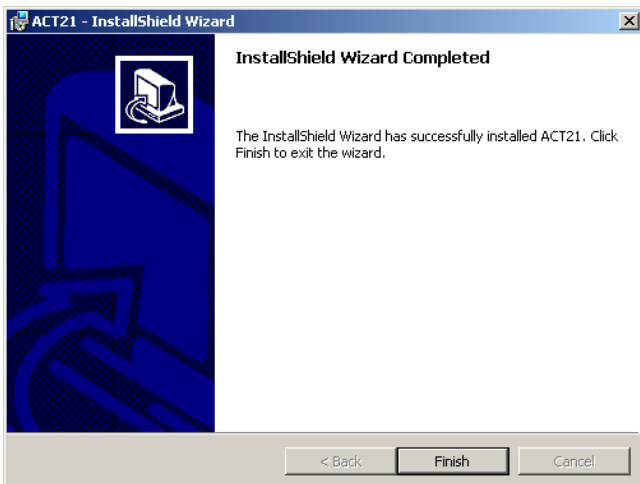 ACT21 - InstallShield Wizard
InstallShield Wizard Completed
The InstallShield Wizard has successfully installed ACT21. Click
Finish to exit the wizard.
< Back
Finish
Cancel